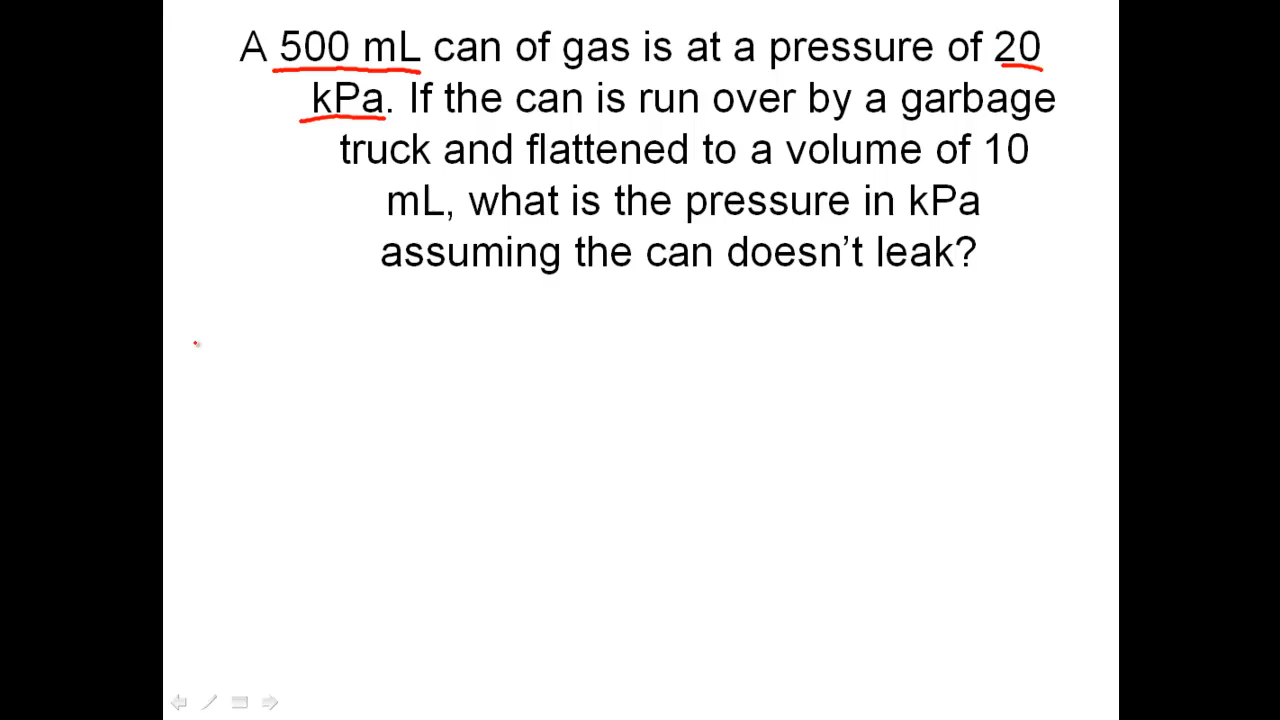 A 500 mL can of gas is at a pressure of 20
kPa. If the can is run over by a garbage
truck and flattened to a volume of 10
mL, what is the pressure in kPa
assuming the can doesn’t leak?